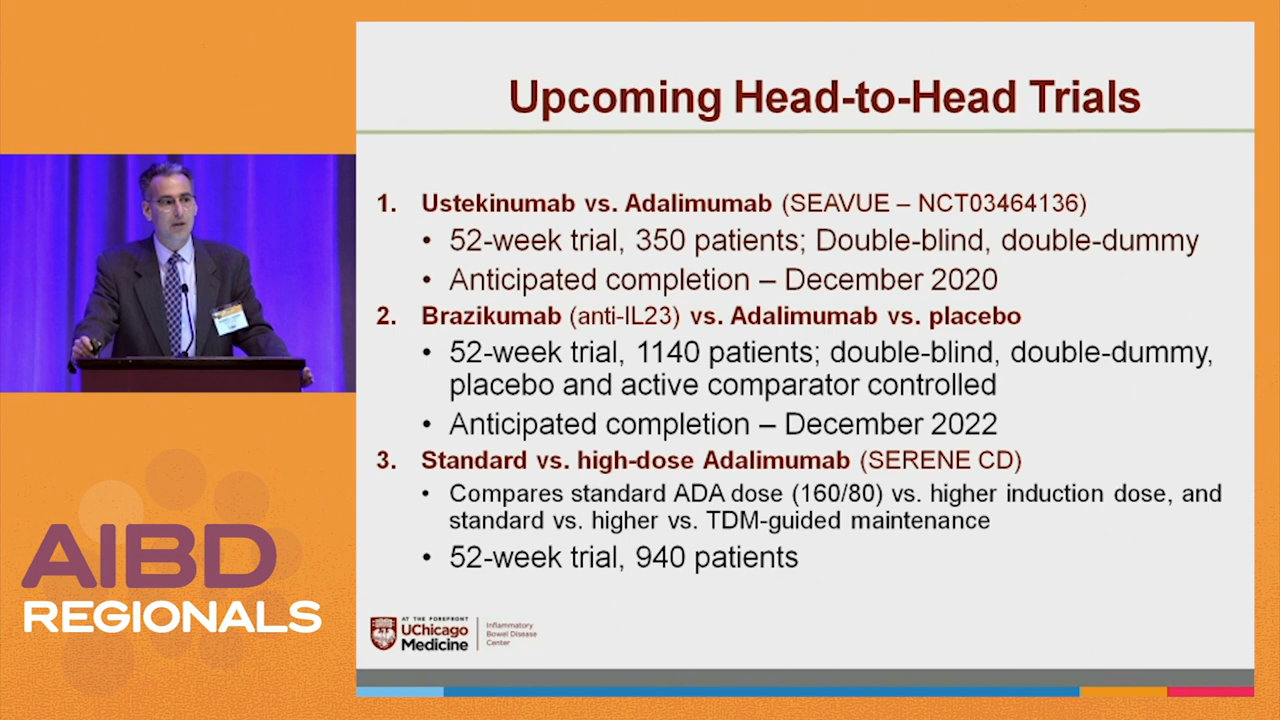 Upcoming Head-to-Head Trials
1. Ustekinumab vs. Adalimumab (SEAVUE – NCT03464136)
• 52-week trial, 350 patients; Double-blind, double-dummy
• Anticipated completion – December 2020
2. Brazikumab (anti-IL23) vs. Adalimumab vs. placebo
• 52-week trial, 1140 patients; double-blind, double-dummy,
placebo and active comparator controlled
• Anticipated completion – December 2022
3. Standard vs. high-dose Adalimumab (SERENE CD)
• Compares standard ADA dose (160/80) vs. higher induction dose, and
standard vs. higher vs. TDM-guided maintenance
• 52-week trial, 940 patients
AIBD
REGIONALS
AT THE FOREFRONT
UChicago
Medicine
Inflammatory
Bowel Disease
Center